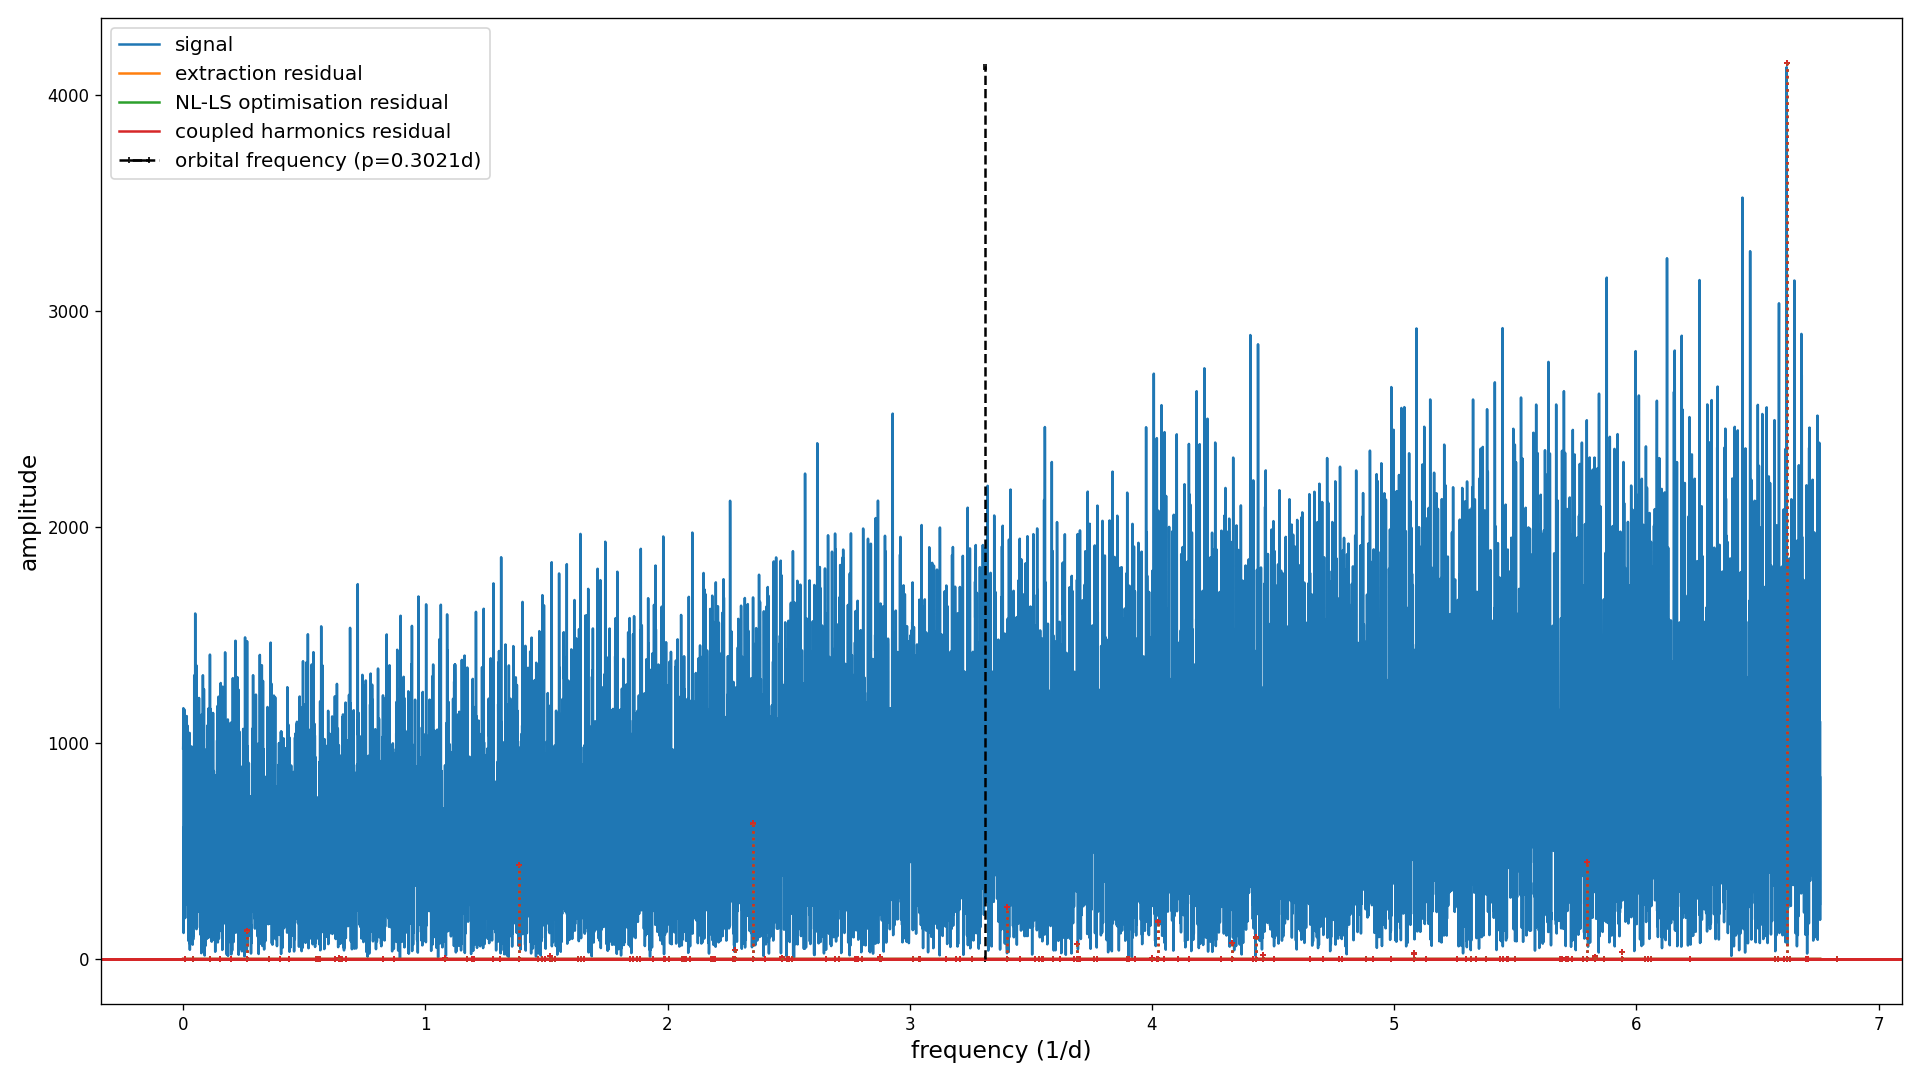 signal
extraction residual
NL-LS optimisation residual
coupled harmonics residual
orbital frequency (p=0.3021d)
amplitude
4000
3000
2000
1000
0
0 1 2 3 4 5 6 7
frequency (1/d)